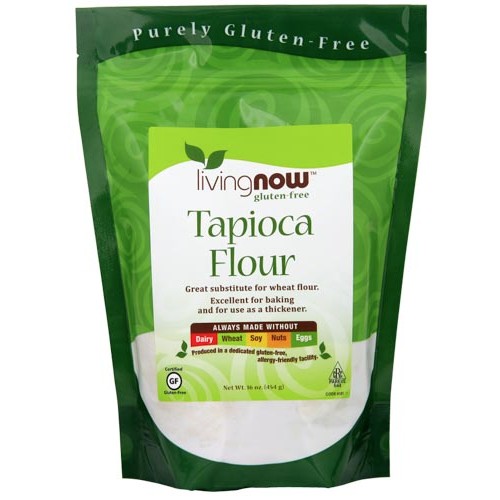 Purely Gluten-Free
livingnow™
gluten-free
Tapioca
Flour
Great substitute for wheat flour.
Excellent for baking
and for use as a thickener.
ALWAYS MADE WITHOUT
Dairy Wheat Soy Nuts Eggs
Produced in a dedicated gluten-free,
allergy-friendly facility.
Certified
GF
Gluten-Free
Net Wt. 16 oz. (454 g)
PAREVE